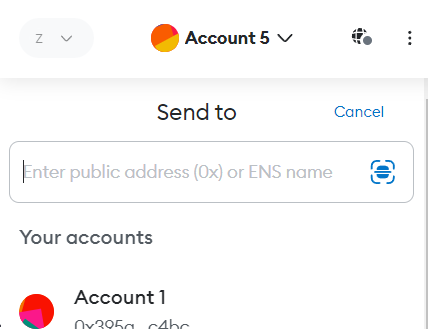 Z
Account 5
Send to
Cancel
Enter public address (0x) or ENS name
Your accounts
Account 1
0x395a...c4bc